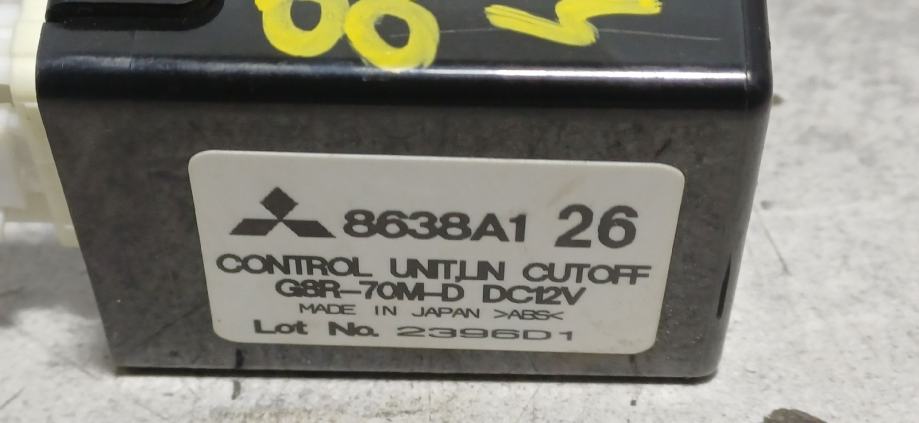 8638A1 26
CONTROL UNIT,LIN CUTOFF
G8R-70M-D DC12V
MADE IN JAPAN >ABS<
Lot No. 2396D1